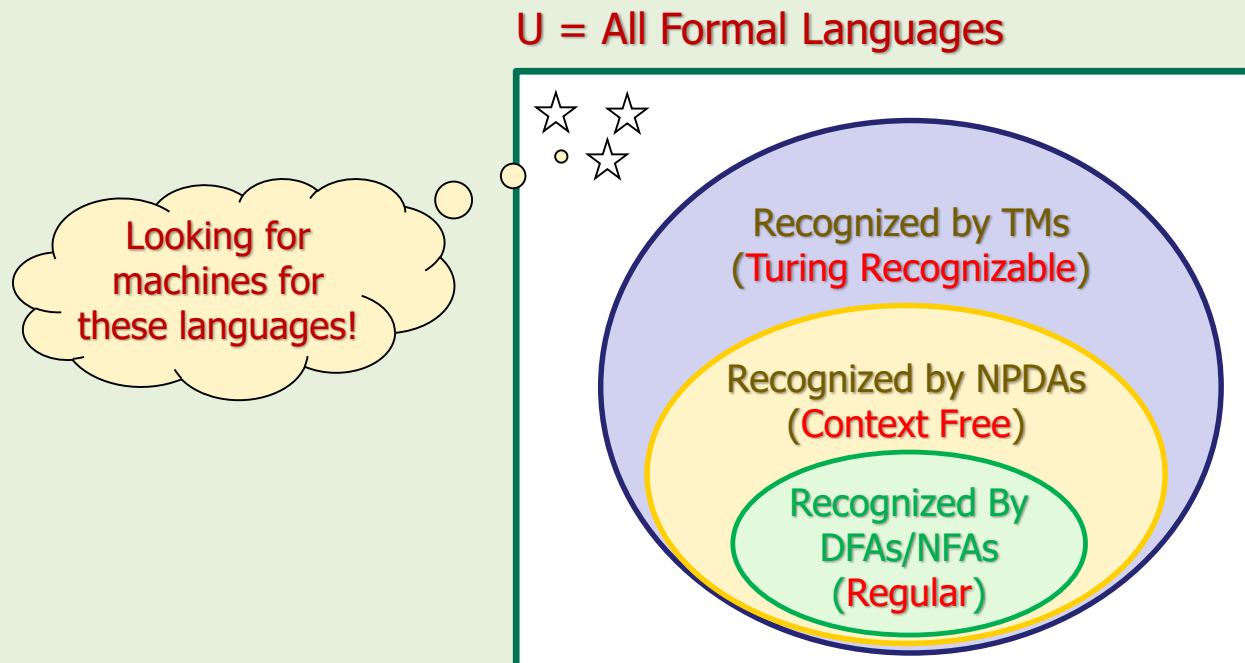 U = All Formal Languages
Looking for
machines for
these languages!
Recognized by TMs
(Turing Recognizable)
Recognized by NPDAs
(Context Free)
Recognized By
DFAs/NFAs
(Regular)